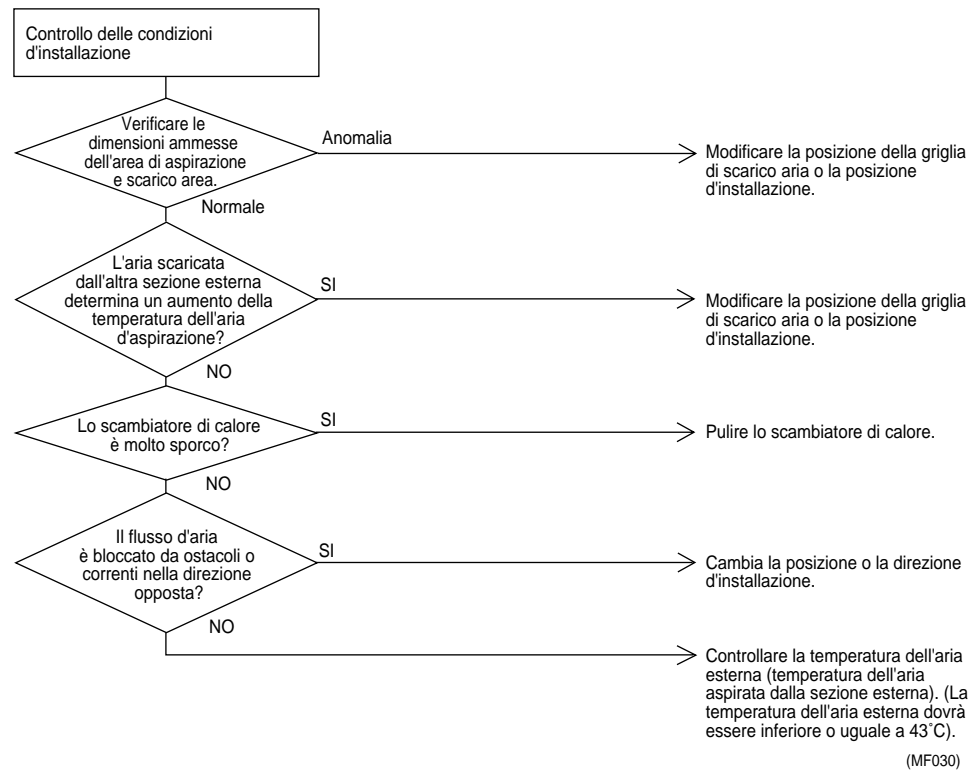 Controllo delle condizioni
d'installazione
Verificare le
dimensioni ammesse
dell'area di aspirazione
e scarico area.
Anomalia
Modificare la posizione della griglia
di scarico aria o la posizione
d'installazione.
Normale
L'aria scaricata
dall'altra sezione esterna
determina un aumento della
temperatura dell'aria
d'aspirazione?
SI
Modificare la posizione della griglia
di scarico aria o la posizione
d'installazione.
NO
Lo scambiatore di calore
è molto sporco?
SI
Pulire lo scambiatore di calore.
NO
Il flusso d'aria
è bloccato da ostacoli o
correnti nella direzione
opposta?
SI
Cambia la posizione o la direzione
d'installazione.
NO
Controllare la temperatura dell'aria
esterna (temperatura dell'aria
aspirata dalla sezione esterna). (La
temperatura dell'aria esterna dovrà
essere inferiore o uguale a 43˚C).
(MF030)